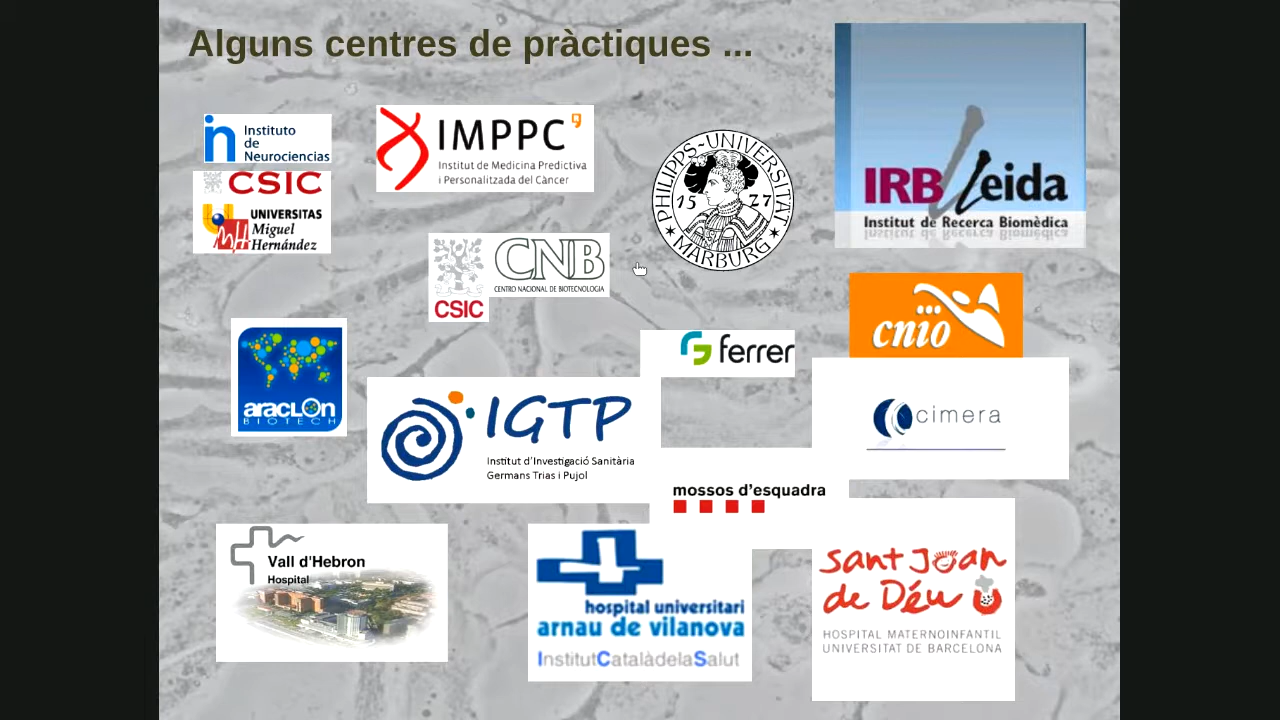 Alguns centres de pràctiques ...
Instituto
de
Neurociencias
CSIC
UNIVERSITAS
Miguel
Hernández
IMPPC
Institut de Medicina Predictiva
i Personalitzada del Càncer
PHILIPPS-UNIVERSITAT
MARBURG
15 27
IRB Lleida
Institut de Recerca Biomèdica
CNB
CENTRO NACIONAL DE BIOTECNOLOGIA
CSIC
cnio
ferrer
araclon
BIOTECH
IGTP
Institut d'Investigació Sanitària
Germans Trias i Pujol
cimera
mossos d'esquadra
Vall d'Hebron
Hospital
hospital universitari
arnau de vilanova
InstitutCatalàdelaSalut
sant Joan
de Déu
HOSPITAL MATERNOINFANTIL
UNIVERSITAT DE BARCELONA